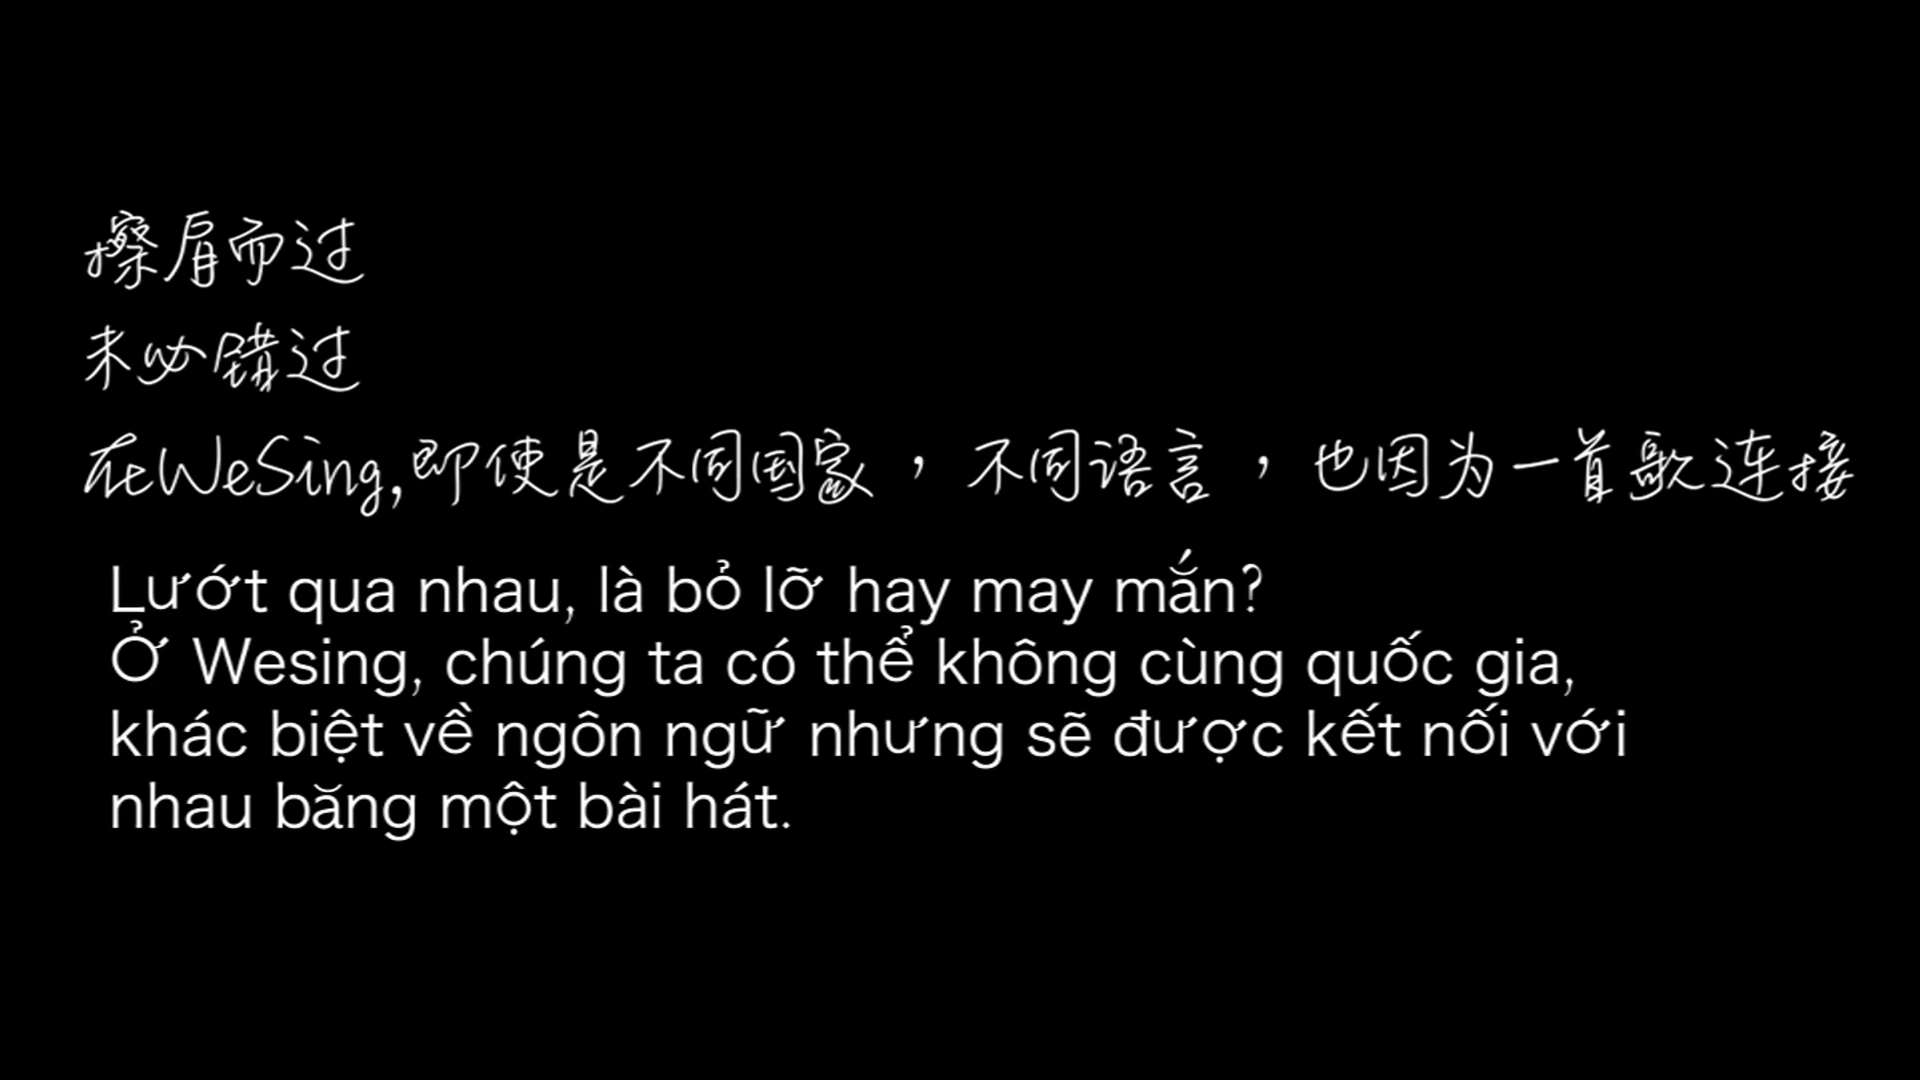 擦肩而过
未必错过
在WeSing,即使是不同国家，不同语言，也因为一首歌连接
Lướt qua nhau, là bỏ lỡ hay may mắn?
Ở Wesing, chúng ta có thể không cùng quốc gia,
khác biệt về ngôn ngữ nhưng sẽ được kết nối với
nhau băng một bài hát.